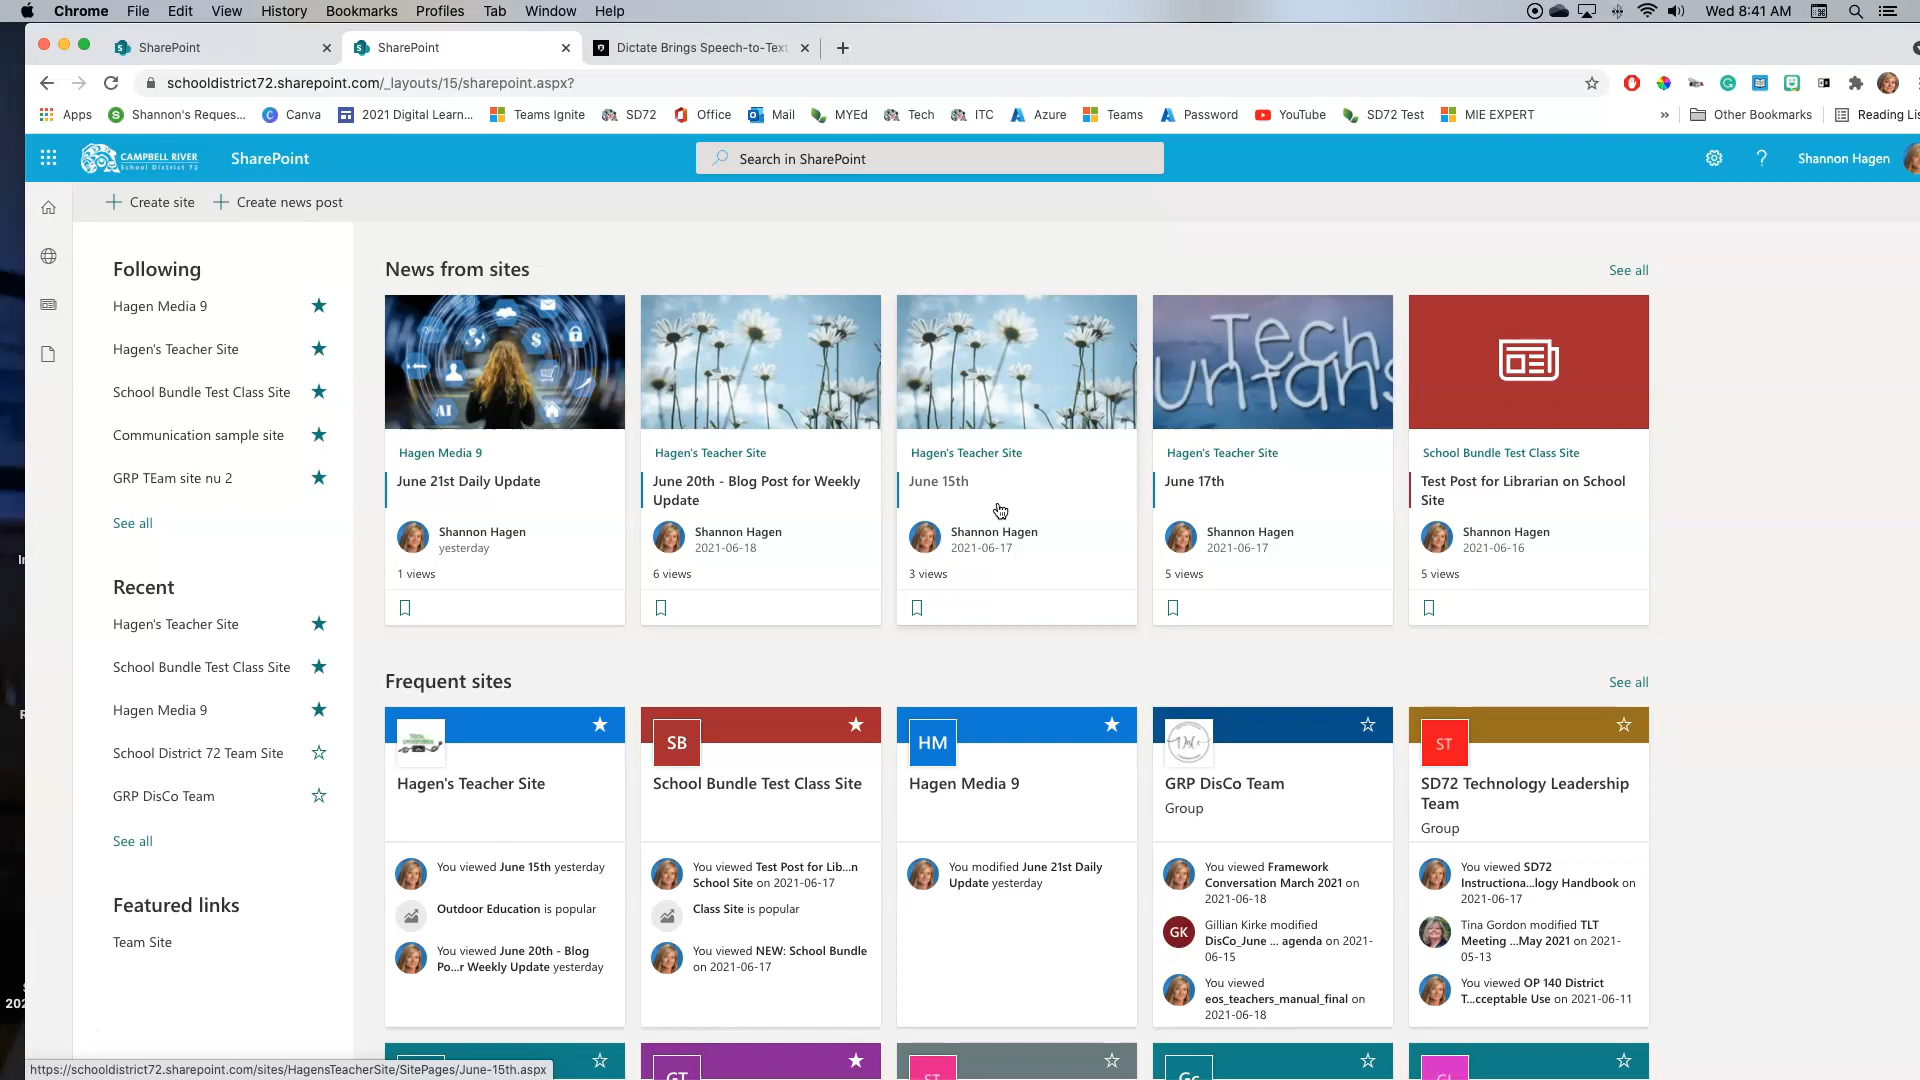 Chrome File Edit View History Bookmarks Profiles Tab Window Help
Wed 8:41 AM
SharePoint
SharePoint
Dictate Brings Speech-to-Text
schooldistrict72.sharepoint.com/_layouts/15/sharepoint.aspx?
Apps Shannon's Reques... Canva 2021 Digital Learn... Teams Ignite SD72 Office Mail MYEd Tech ITC Azure Teams Password YouTube SD72 Test MIE EXPERT » Other Bookmarks Reading Lis
CAMPBELL RIVER
School District 72
SharePoint
Search in SharePoint
? Shannon Hagen
Create site Create news post
Following
Hagen Media 9
Hagen's Teacher Site
School Bundle Test Class Site
Communication sample site
GRP TEam site nu 2
See all
Recent
Hagen's Teacher Site
School Bundle Test Class Site
Hagen Media 9
School District 72 Team Site
GRP DisCo Team
See all
Featured links
Team Site
News from sites
See all
AI
Hagen Media 9
June 21st Daily Update
Shannon Hagen
yesterday
1 views
Hagen's Teacher Site
June 20th - Blog Post for Weekly
Update
Shannon Hagen
2021-06-18
6 views
Hagen's Teacher Site
June 15th
Shannon Hagen
2021-06-17
3 views
Tech
untans
Hagen's Teacher Site
June 17th
Shannon Hagen
2021-06-17
5 views
School Bundle Test Class Site
Test Post for Librarian on School
Site
Shannon Hagen
2021-06-16
5 views
Frequent sites
See all
Hagen's Teacher Site
You viewed June 15th yesterday
Outdoor Education is popular
You viewed June 20th - Blog
Po...r Weekly Update yesterday
SB
School Bundle Test Class Site
You viewed Test Post for Lib...n
School Site on 2021-06-17
Class Site is popular
You viewed NEW: School Bundle
on 2021-06-17
HM
Hagen Media 9
You modified June 21st Daily
Update yesterday
GRP DisCo Team
Group
You viewed Framework
Conversation March 2021 on
2021-06-18
GK
Gillian Kirke modified
DisCo_June ... agenda on 2021-
06-15
You viewed
eos_teachers_manual_final on
2021-06-18
ST
SD72 Technology Leadership
Team
Group
You viewed SD72
Instructiona...logy Handbook on
2021-06-17
Tina Gordon modified TLT
Meeting ...May 2021 on 2021-
05-13
You viewed OP 140 District
T...cceptable Use on 2021-06-11
GT
ST
Gc
https://schooldistrict72.sharepoint.com/sites/HagensTeacherSite/SitePages/June-15th.aspx